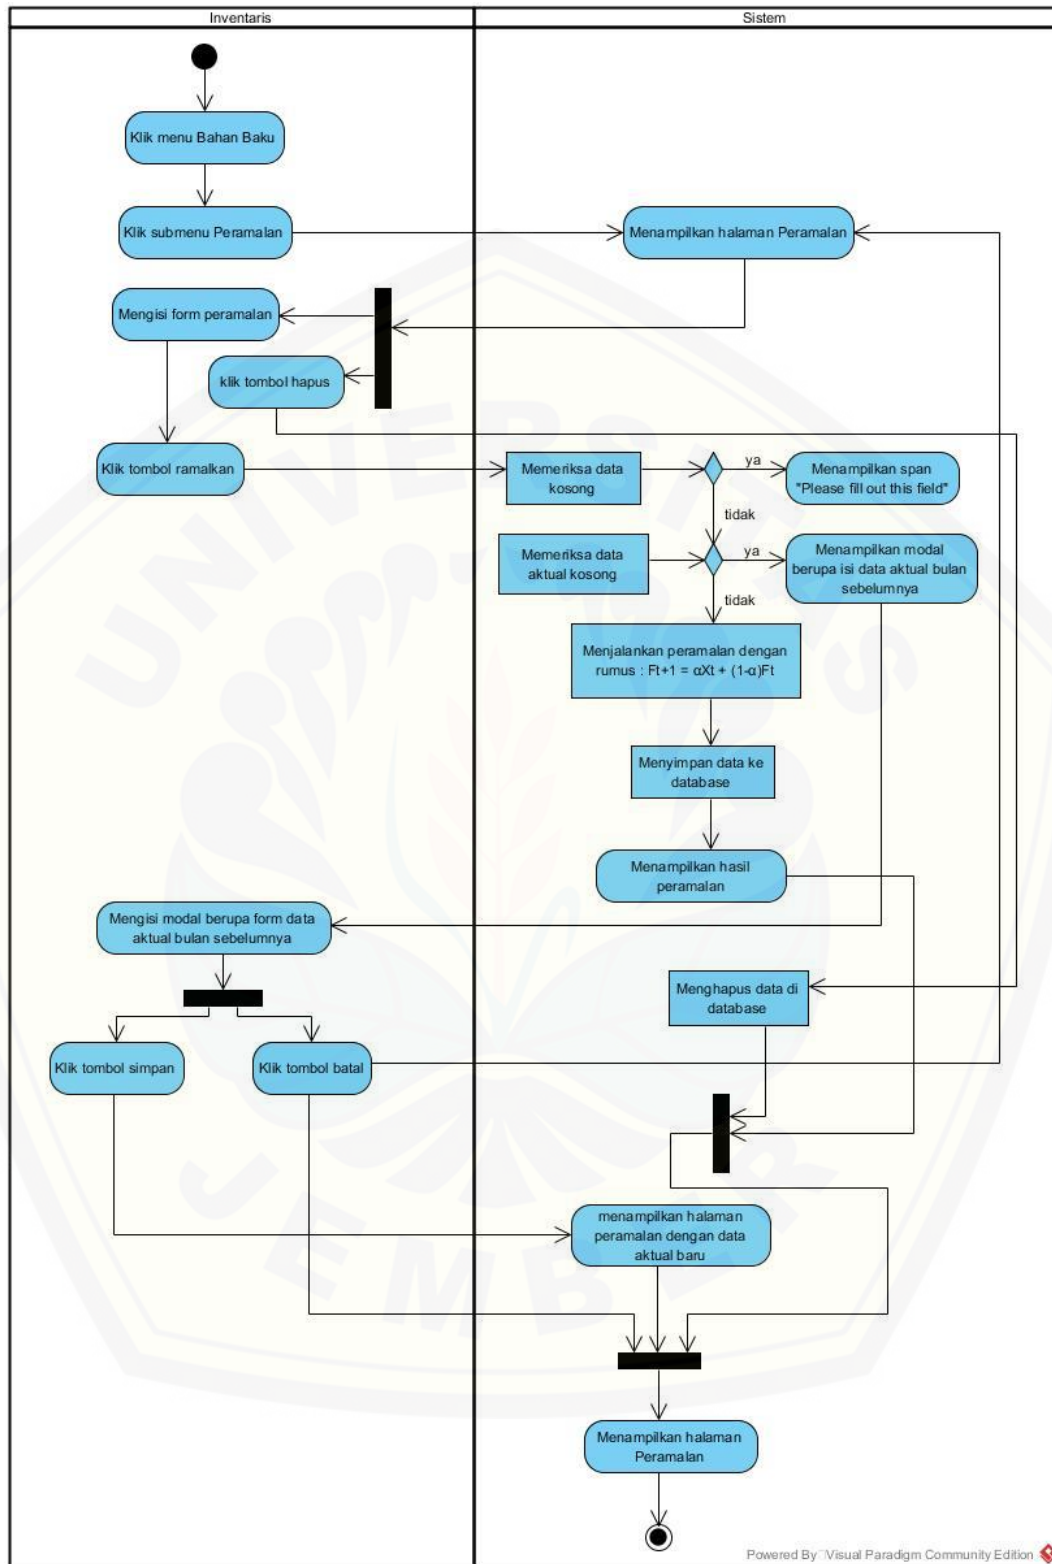 Inventaris
Sistem
Klik menu Bahan Baku
Klik submenu Peramalan
Menampilkan halaman Peramalan
Mengisi form peramalan
klik tombol hapus
Klik tombol ramalkan
Memeriksa data
kosong
ya
Menampilkan span
"Please fill out this field"
tidak
Memeriksa data
aktual kosong
ya
Menampilkan modal
berupa isi data aktual bulan
sebelumnya
tidak
Menjalankan peramalan dengan
rumus : Ft+1 = αXt + (1-α)Ft
Menyimpan data ke
database
Menampilkan hasil
peramalan
Mengisi modal berupa form data
aktual bulan sebelumnya
Menghapus data di
database
Klik tombol simpan
Klik tombol batal
menampilkan halaman
peramalan dengan data
aktual baru
Menampilkan halaman
Peramalan
UNIVERSITAS
JEMBER
Powered By Visual Paradigm Community Edition